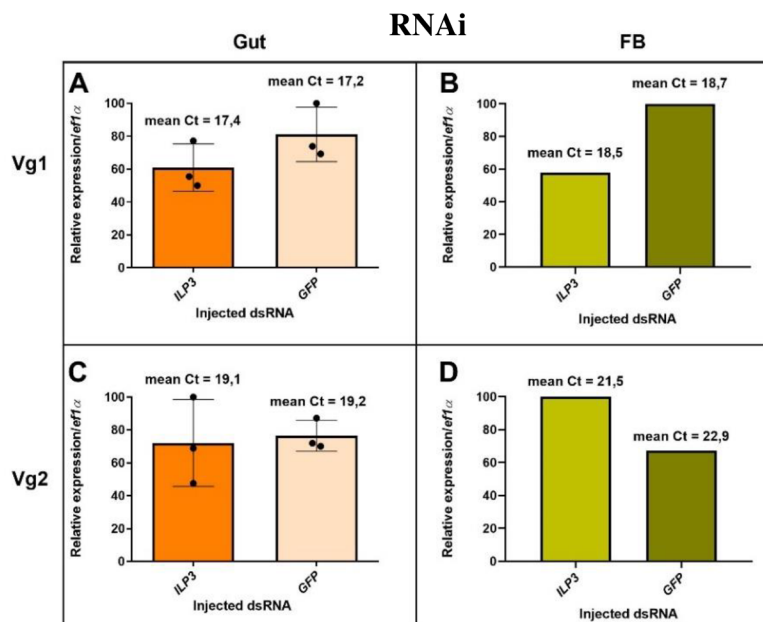 RNAi
Gut
FB
Vg1
A
mean Ct = 17,4
mean Ct = 17,2
Relative expression/ef1α
100
80
60
40
20
0
ILP3
GFP
Injected dsRNA
B
mean Ct = 18,5
mean Ct = 18,7
Relative expression/ef1α
100
80
60
40
20
0
ILP3
GFP
Injected dsRNA
Vg2
C
mean Ct = 19,1
mean Ct = 19,2
Relative expression/ef1α
100
80
60
40
20
0
ILP3
GFP
Injected dsRNA
D
mean Ct = 21,5
mean Ct = 22,9
Relative expression/ef1α
100
80
60
40
20
0
ILP3
GFP
Injected dsRNA